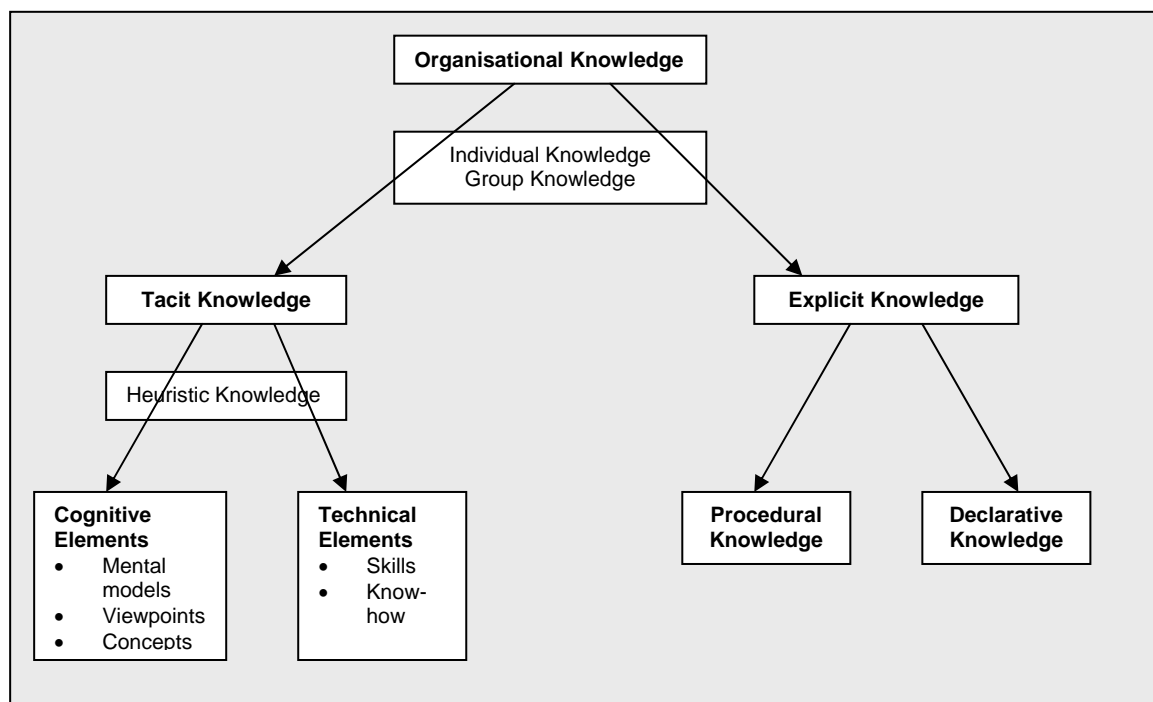 Organisational Knowledge
Individual Knowledge
Group Knowledge
Tacit Knowledge
Explicit Knowledge
Heuristic Knowledge
Cognitive
Elements
• Mental
models
• Viewpoints
• Concepts
Technical
Elements
• Skills
• Know-
how
Procedural
Knowledge
Declarative
Knowledge